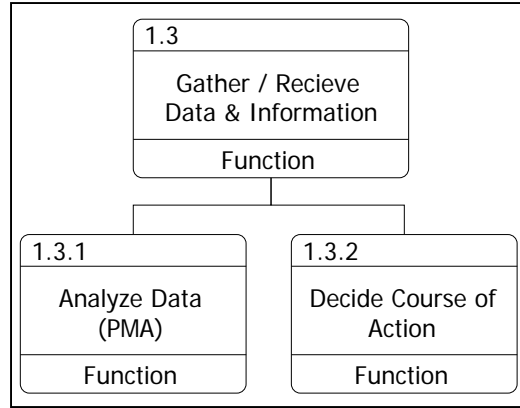 1.3
Gather / Recieve
Data & Information
Function
1.3.1
Analyze Data
(PMA)
Function
1.3.2
Decide Course of
Action
Function